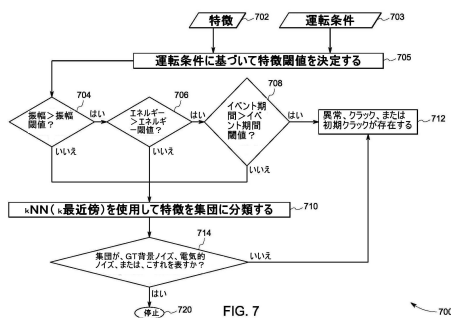 特徴
702
運転条件
703
運転条件に基づいて特徴閾値を決定する
705
704
振幅>振幅
閾値?
はい
いいえ
706
エネルギー
>エネルギ
ー閾値?
はい
いいえ
708
イベント期
間>イベ
ント期間
閾値?
はい
いいえ
異常、クラック、または
初期クラックが存在する
712
kNN(k最近傍)を使用して特徴を集団に分類する
710
714
集団が、GT背景ノイズ、電気的
ノイズ、または、こすれを表すか?
いいえ
はい
停止
720
FIG. 7
700